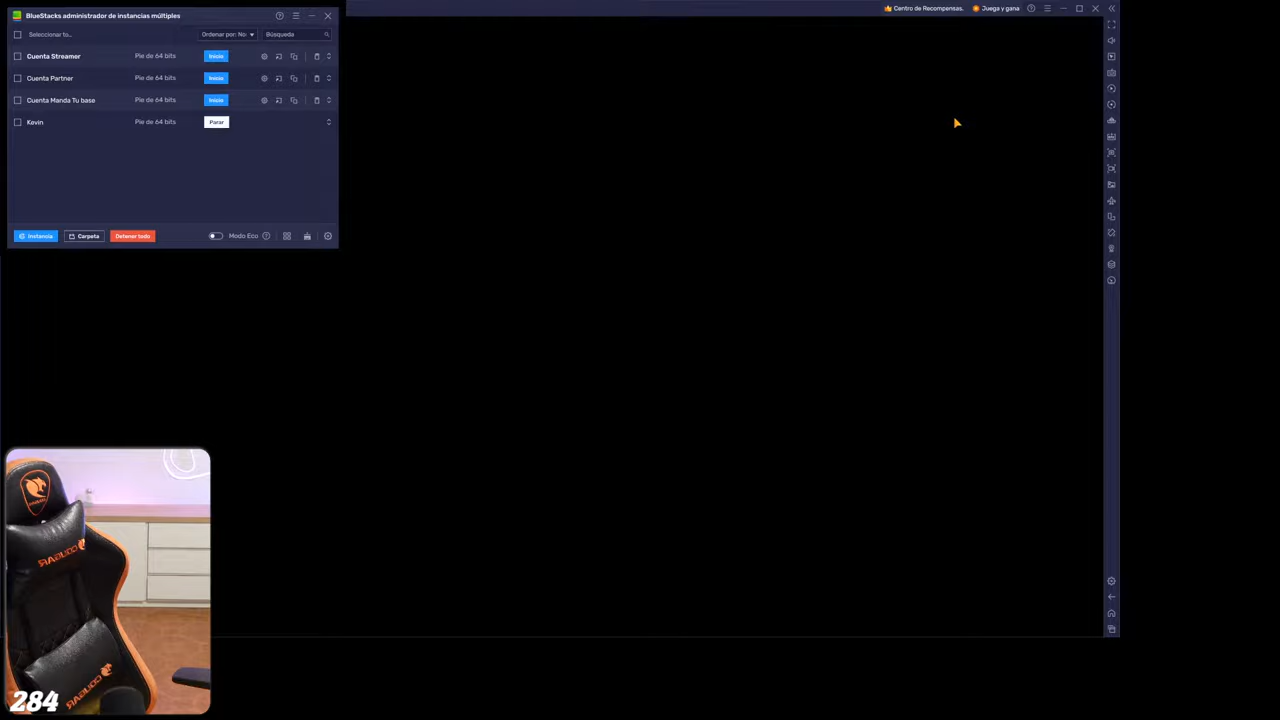 BlueStacks administrador de instancias múltiples
Centro de Recompensas.
Juega y gana
Seleccionar to...
Ordenar por: No
Búsqueda
Cuenta Streamer
Pie de 64 bits
Inicio
Cuenta Partner
Pie de 64 bits
Inicio
Cuenta Manda Tu base
Pie de 64 bits
Inicio
Kevin
Pie de 64 bits
Parar
Instancia
Carpeta
Detener todo
Modo Eco
COUGAR
COUGAR
284